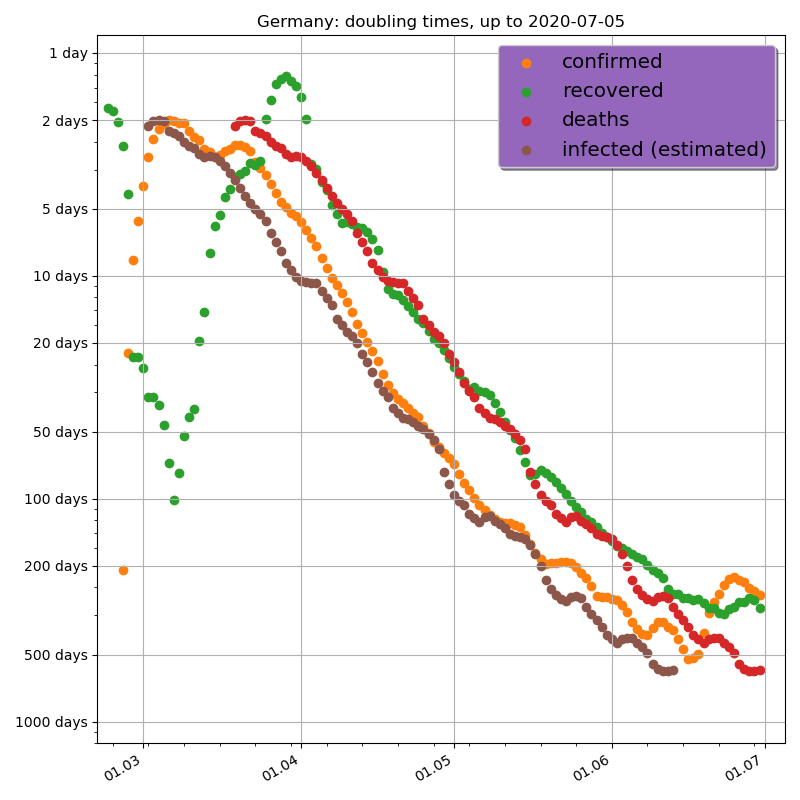 Germany: doubling times, up to 2020-07-05
confirmed
recovered
deaths
infected (estimated)
1 day
2 days
5 days
10 days
20 days
50 days
100 days
200 days
500 days
1000 days
01.03
01.04
01.05
01.06
01.07